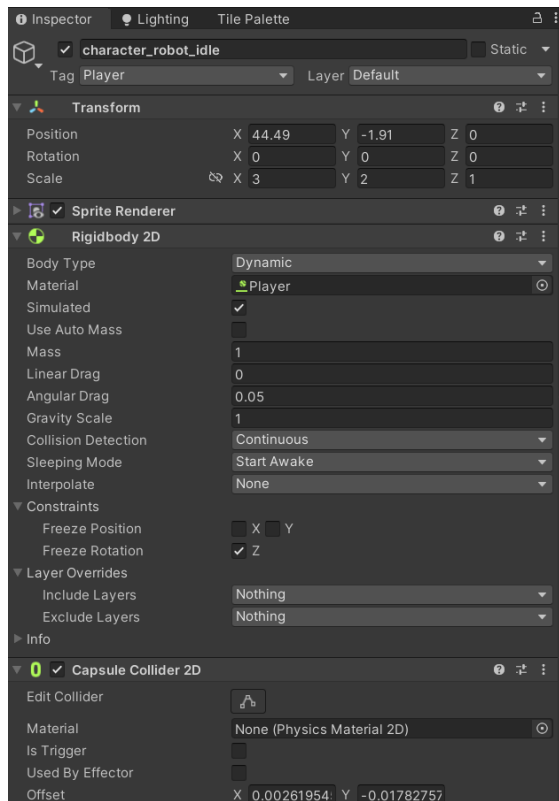 Inspector Lighting Tile Palette
character_robot_idle Static
Tag Player Layer Default
Transform
Position X 44.49 Y -1.91 Z 0
Rotation X 0 Y 0 Z 0
Scale X 3 Y 2 Z 1
Sprite Renderer
Rigidbody 2D
Body Type Dynamic
Material Player
Simulated
Use Auto Mass
Mass 1
Linear Drag 0
Angular Drag 0.05
Gravity Scale 1
Collision Detection Continuous
Sleeping Mode Start Awake
Interpolate None
Constraints
Freeze Position X Y
Freeze Rotation Z
Layer Overrides
Include Layers Nothing
Exclude Layers Nothing
Info
Capsule Collider 2D
Edit Collider
Material None (Physics Material 2D)
Is Trigger
Used By Effector
Offset X 0.00261954 Y -0.01782757